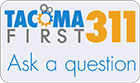 TACOMA
FIRST 311
Ask a question